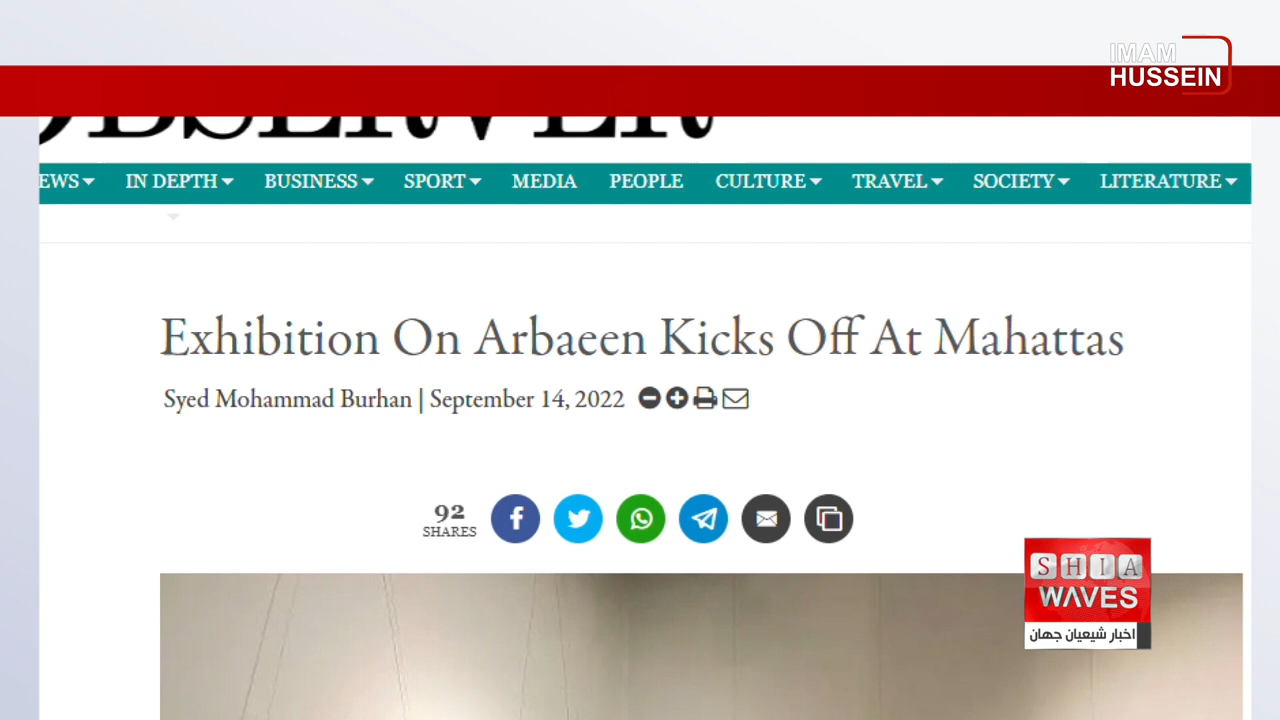 IMAM
HUSSEIN
OBSERVER
EWS IN DEPTH BUSINESS SPORT MEDIA PEOPLE CULTURE TRAVEL SOCIETY LITERATURE
Exhibition On Arbaeen Kicks Off At Mahattas
Syed Mohammad Burhan | September 14, 2022
92
SHARES
SHIA
WAVES
اخبار شیعیان جهان